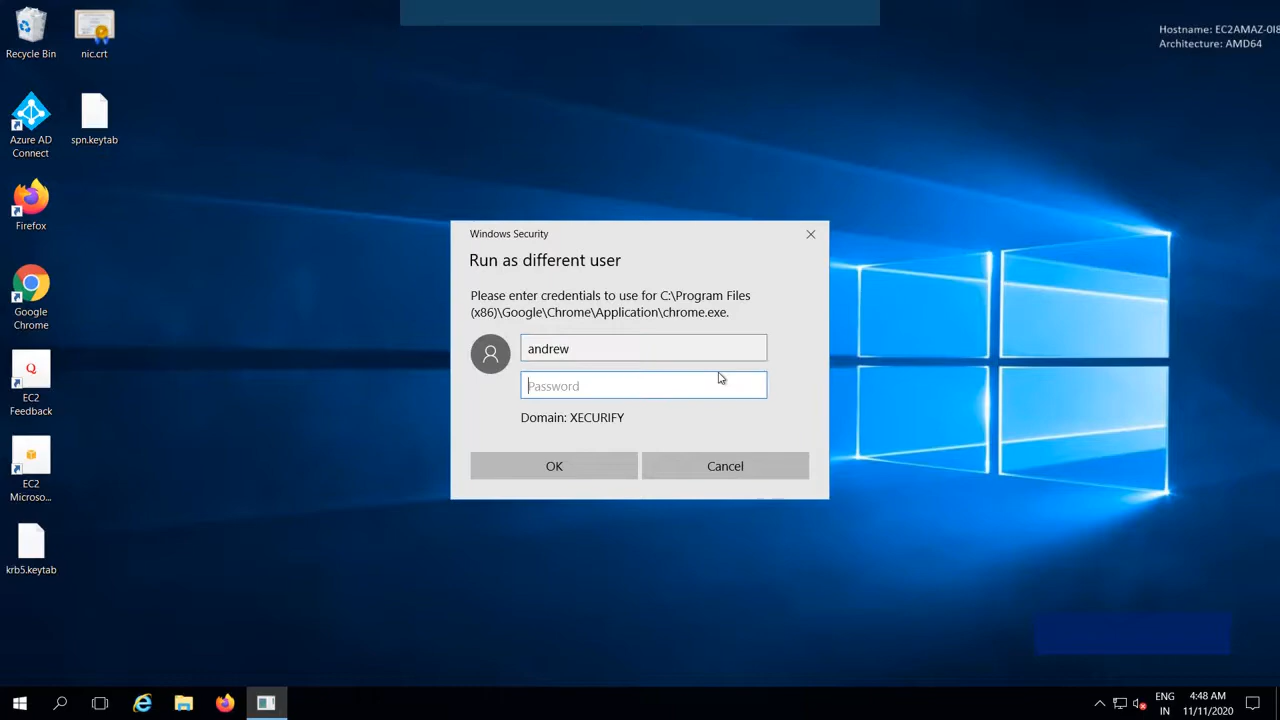 Recycle Bin
nic.crt
Azure AD
Connect
spn.keytab
Firefox
Google
Chrome
EC2
Feedback
EC2
Microso...
krb5.keytab
Hostname: EC2AMAZ-0I8
Architecture: AMD64
Windows Security
Run as different user
Please enter credentials to use for C:\Program Files
(x86)\Google\Chrome\Application\chrome.exe.
andrew
Password
Domain: XECURIFY
OK
Cancel
ENG
IN
4:48 AM
11/11/2020